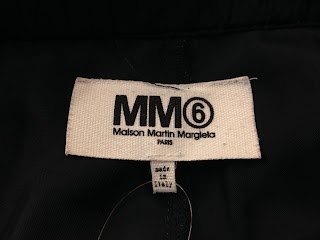 MM⑥
Maison Martin Margiela
PARIS
made
in
Italy